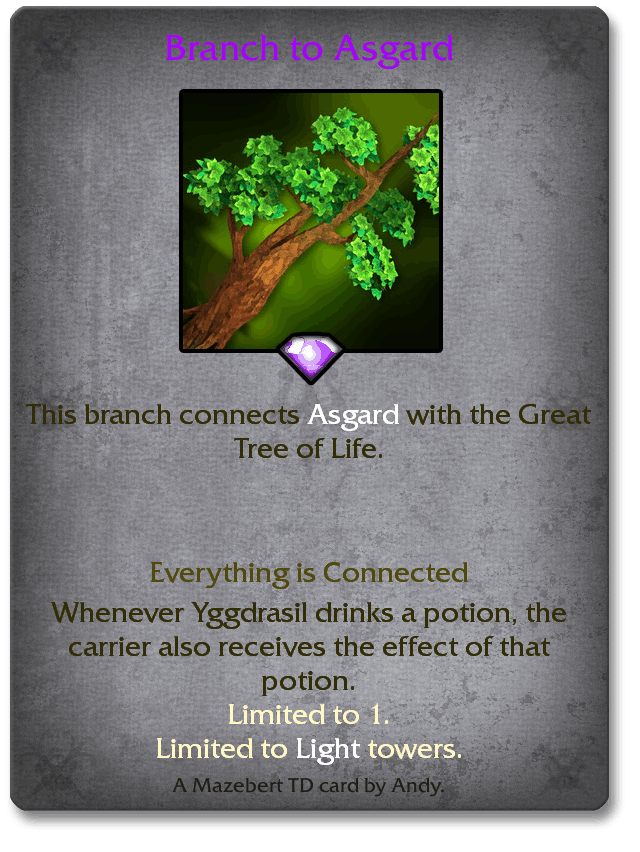 Branch to Asgard
This branch connects Asgard with the Great
Tree of Life.
Everything is Connected
Whenever Yggdrasil drinks a potion, the
carrier also receives the effect of that
potion.
Limited to 1.
Limited to Light towers.
A Mazebert TD card by Andy.